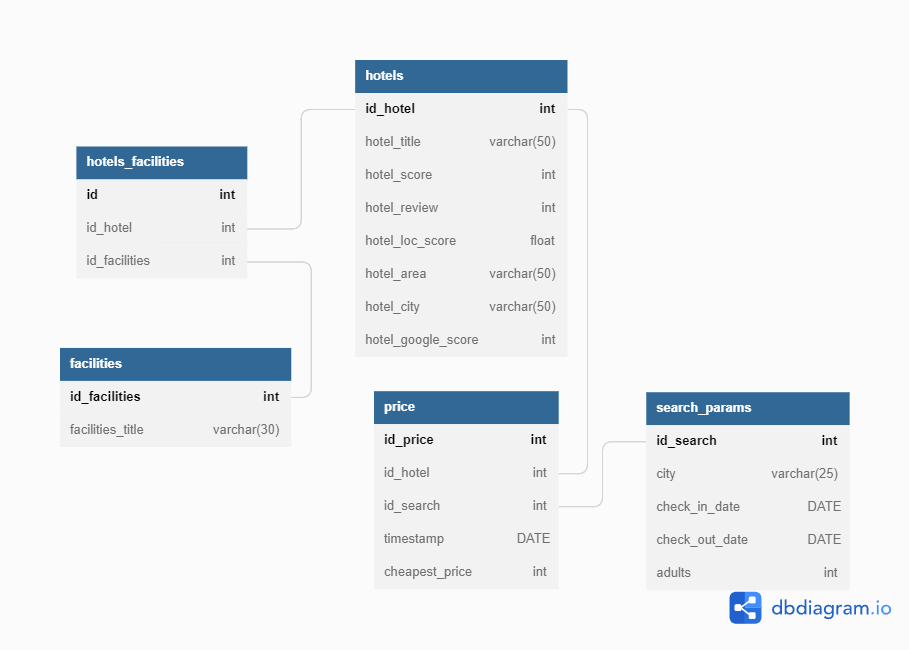 hotels
id_hotel int
hotel_title varchar(50)
hotel_score int
hotel_review int
hotel_loc_score float
hotel_area varchar(50)
hotel_city varchar(50)
hotel_google_score int
hotels_facilities
id int
id_hotel int
id_facilities int
facilities
id_facilities int
facilities_title varchar(30)
price
id_price int
id_hotel int
id_search int
timestamp DATE
cheapest_price int
search_params
id_search int
city varchar(25)
check_in_date DATE
check_out_date DATE
adults int
dbdiagram.io